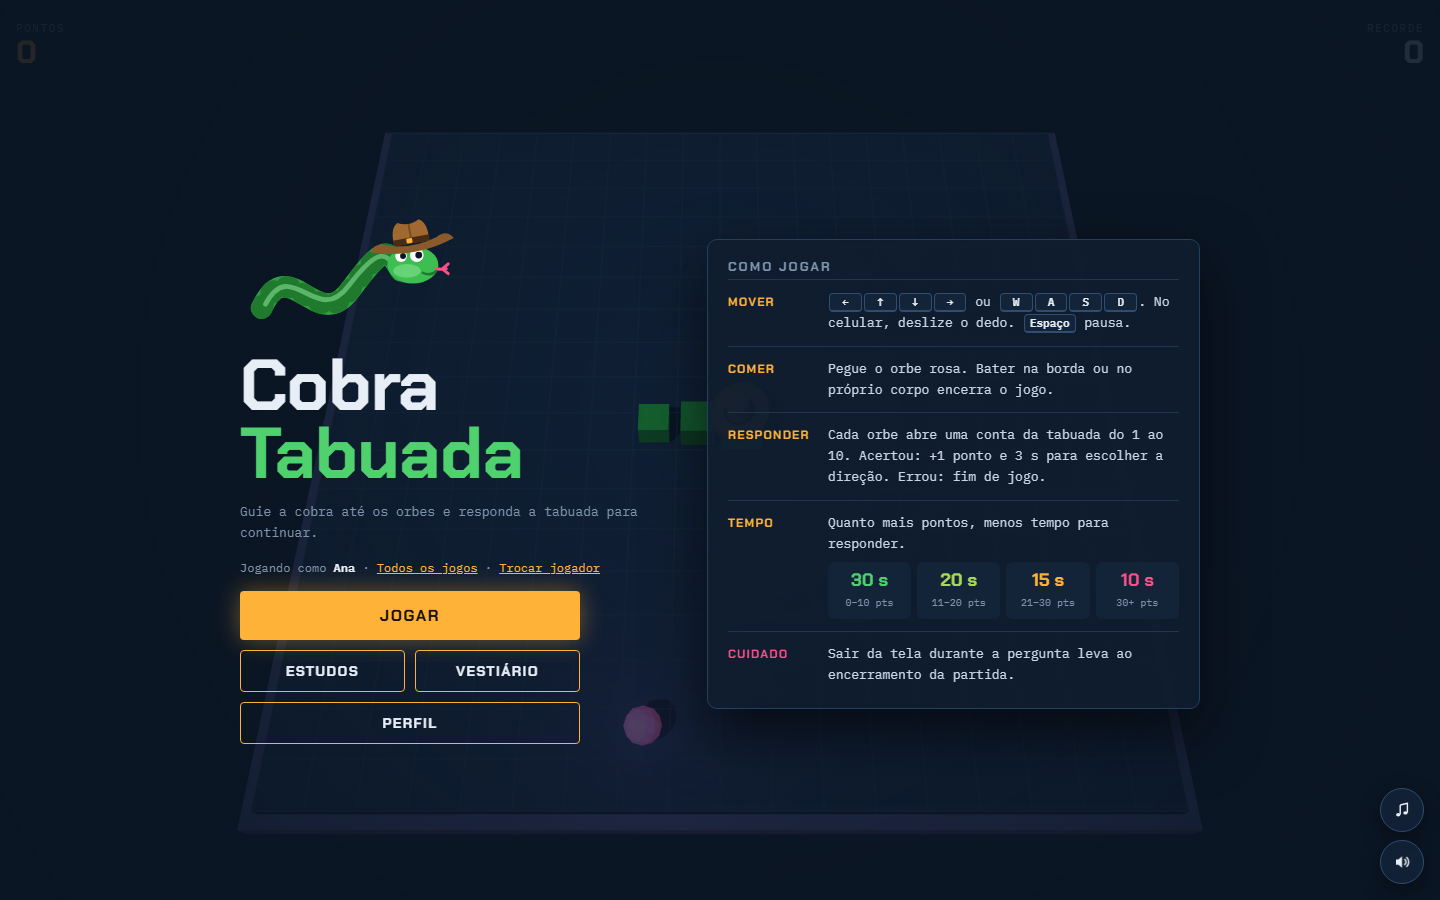 PONTOS
0
RECORDE
0
Cobra
Tabuada
Guie a cobra até os orbes e responda a tabuada para
continuar.
Jogando como Ana · Todos os jogos · Trocar jogador
JOGAR
ESTUDOS
VESTIÁRIO
PERFIL
COMO JOGAR
MOVER
← ↑ ↓ → ou W A S D . No
celular, deslize o dedo. Espaço pausa.
COMER
Pegue o orbe rosa. Bater na borda ou no
próprio corpo encerra o jogo.
RESPONDER
Cada orbe abre uma conta da tabuada do 1 ao
10. Acertou: +1 ponto e 3 s para escolher a
direção. Errou: fim de jogo.
TEMPO
Quanto mais pontos, menos tempo para
responder.
30 s
0–10 pts
20 s
11–20 pts
15 s
21–30 pts
10 s
30+ pts
CUIDADO
Sair da tela durante a pergunta leva ao
encerramento da partida.